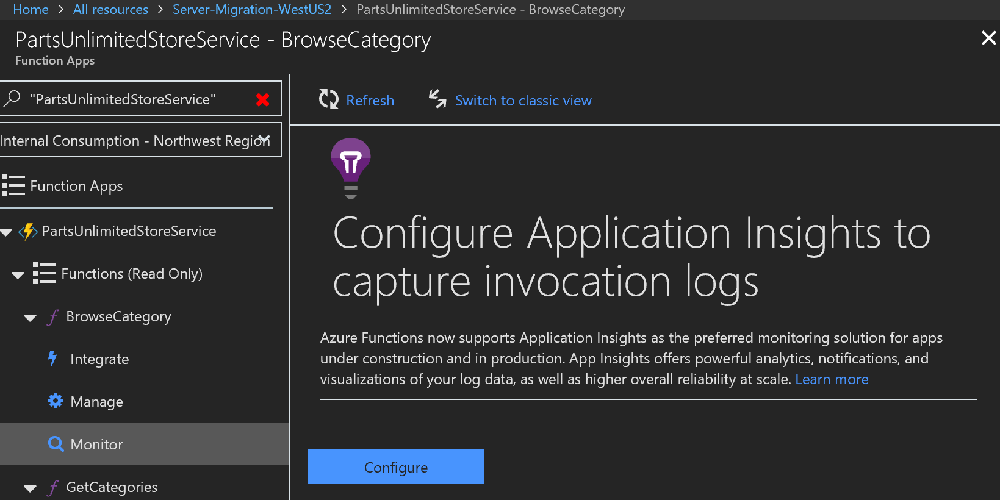 Home > All resources > Server-Migration-WestUS2 > PartsUnlimitedStoreService - BrowseCategory
PartsUnlimitedStoreService - BrowseCategory
Function Apps
"PartsUnlimitedStoreService"
Internal Consumption - Northwest Region
Function Apps
PartsUnlimitedStoreService
Functions (Read Only)
BrowseCategory
Integrate
Manage
Monitor
GetCategories
Refresh
Switch to classic view
Configure Application Insights to
capture invocation logs
Azure Functions now supports Application Insights as the preferred monitoring solution for apps
under construction and in production. App Insights offers powerful analytics, notifications, and
visualizations of your log data, as well as higher overall reliability at scale. Learn more
Configure